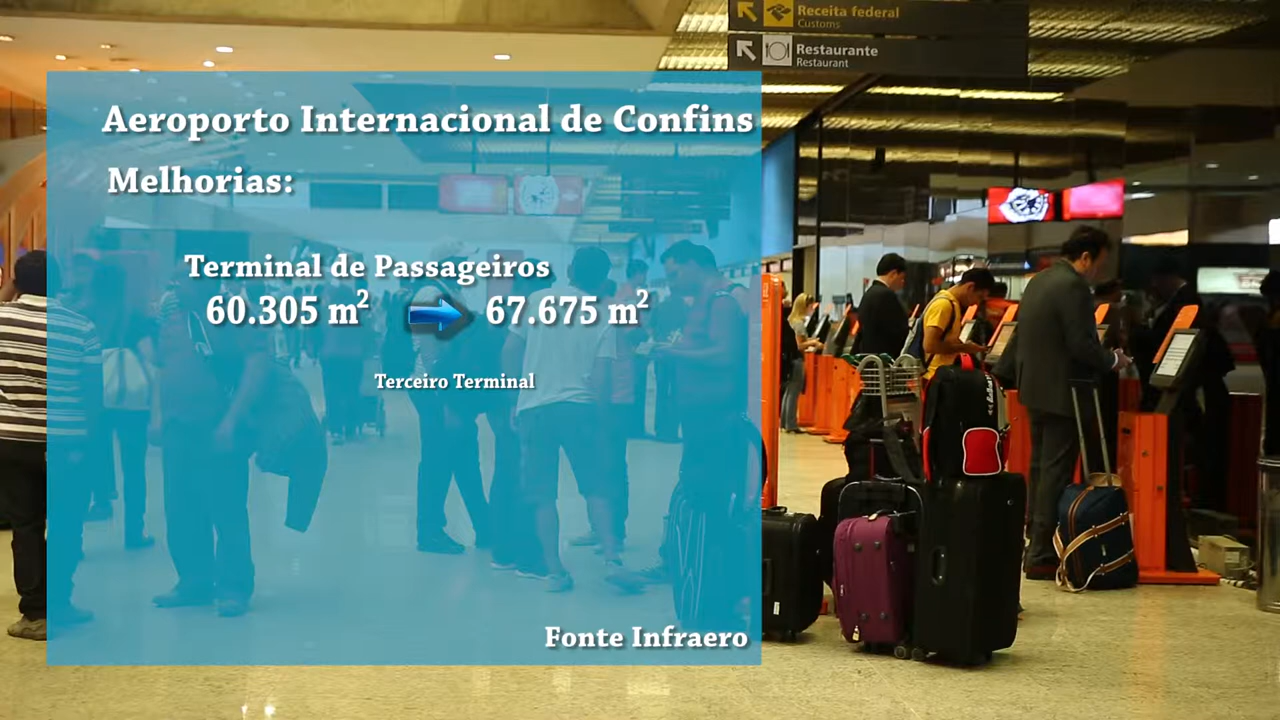 Receita federal
Customs
Restaurante
Restaurant
Aeroporto Internacional de Confins
Melhorias:
Terminal de Passageiros
60.305 m² 67.675 m²
Terceiro Terminal
Fonte Infraero